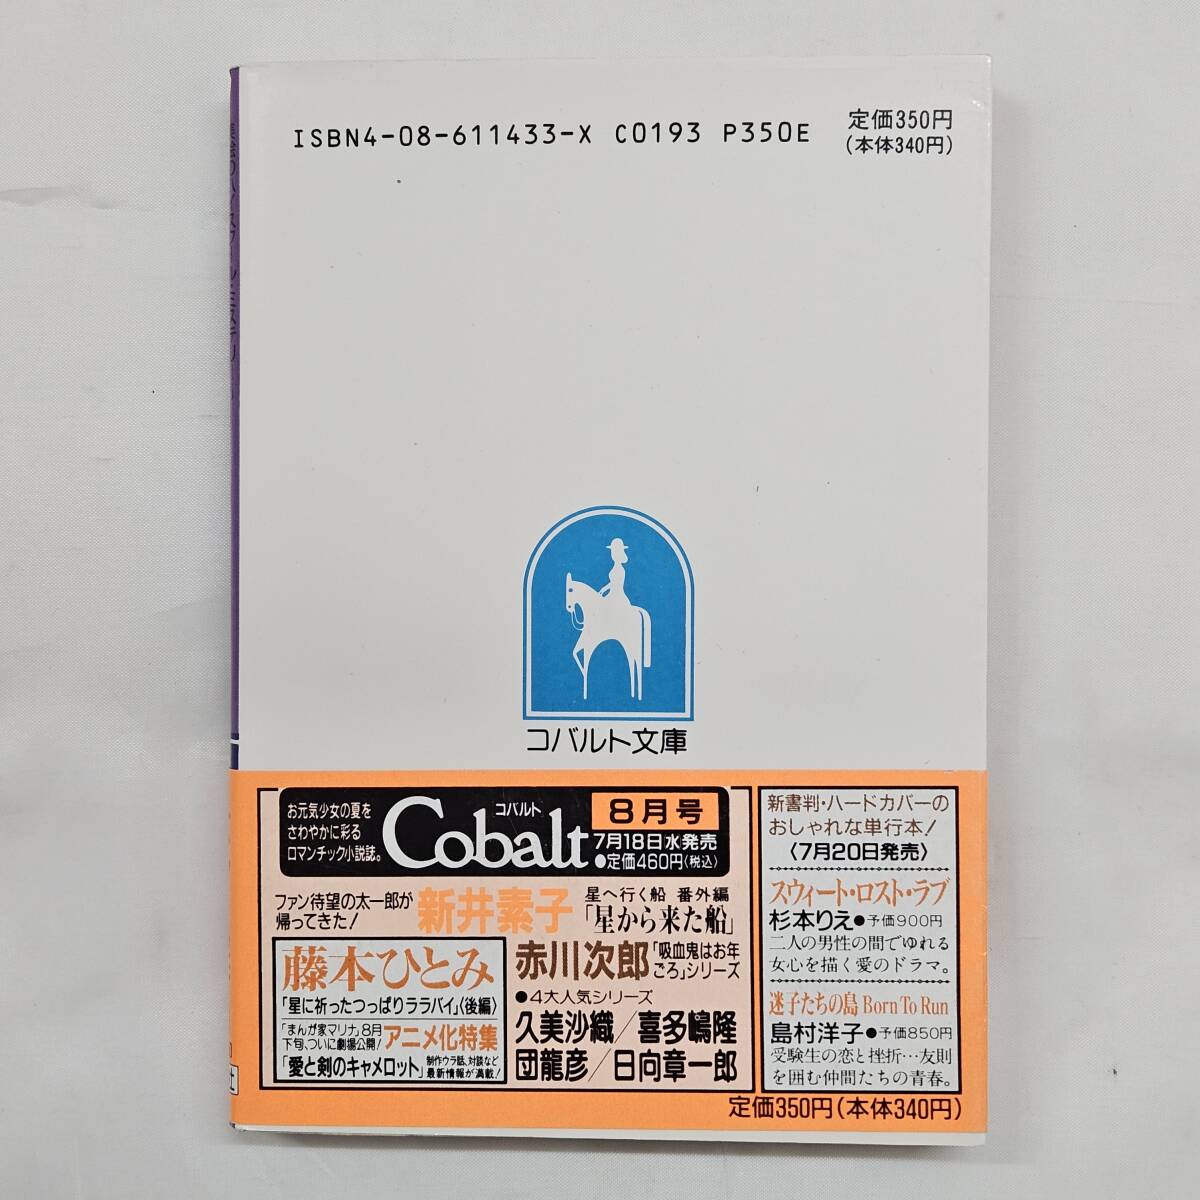 ISBN4-08-611433-X C0193 P350E
定価350円
(本体340円)
コバルト文庫
お元気少女の夏を
さわやかに彩る
ロマンチック小説誌。
コバルト
Cobalt
8月号
7月18日水発売
●定価460円〈税込〉
ファン待望の太一郎が
帰ってきた!
新井素子
星へ行く船 番外編
「星から来た船」
藤本ひとみ
「星に祈ったつっぱりララバイ」〈後編〉
「まんが家マリナ」8月
下旬、ついに劇場公開!
アニメ化特集
「愛と剣のキャメロット」
制作ウラ話、対談など
最新情報が満載!
赤川次郎
「吸血鬼はお年
ごろ」シリーズ
●4大人気シリーズ
久美沙織/喜多嶋隆
団龍彦/日向章一郎
新書判・ハードカバーの
おしゃれな単行本!
〈7月20日発売〉
スウィート・ロスト・ラブ
杉本りえ●予価900円
二人の男性の間でゆれる
女心を描く愛のドラマ。
迷子たちの島 Born To Run
島村洋子●予価850円
受験生の恋と挫折…友則
を囲む仲間たちの青春。
定価350円(本体340円)